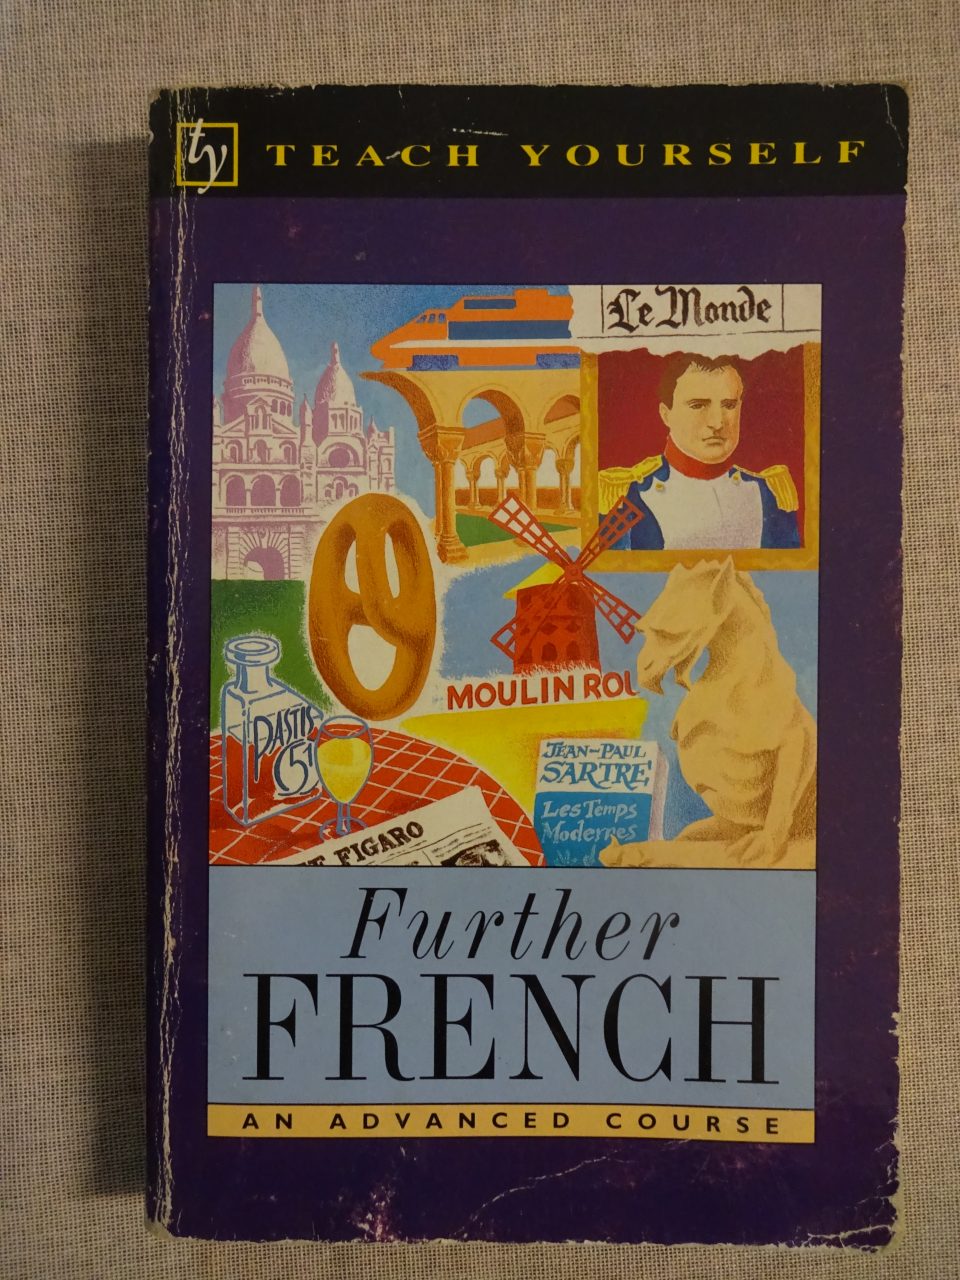 ty TEACH YOURSELF
Le Monde
MOULIN ROU
PASTIS
51
JEAN-PAUL
SARTRE
Les Temps
Modernes
FIGARO
Further
FRENCH
AN ADVANCED COURSE